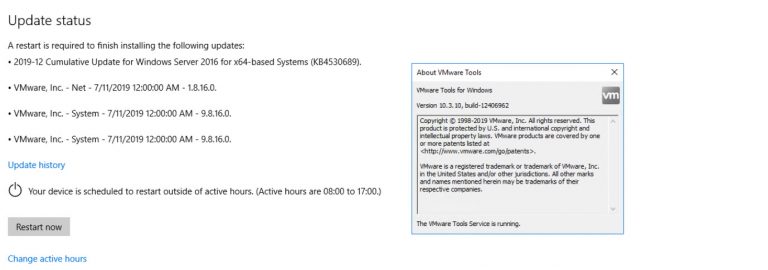 Update status
A restart is required to finish installing the following updates:
• 2019-12 Cumulative Update for Windows Server 2016 for x64-based Systems (KB4530689).
• VMware, Inc. - Net - 7/11/2019 12:00:00 AM - 1.8.16.0.
• VMware, Inc. - System - 7/11/2019 12:00:00 AM - 9.8.16.0.
• VMware, Inc. - System - 7/11/2019 12:00:00 AM - 9.8.16.0.
Update history
Your device is scheduled to restart outside of active hours. (Active hours are 08:00 to 17:00.)
Restart now
Change active hours
About VMware Tools
VMware Tools for Windows
vm
Version 10.3.10, build-12406962
Copyright © 1998-2019 VMware, Inc. All rights reserved. This
product is protected by U.S. and international copyright and
intellectual property laws. VMware products are covered by one
or more patents listed at
<http://www.vmware.com/go/patents>.
VMware is a registered trademark or trademark of VMware, Inc.
in the United States and/or other jurisdictions. All other marks
and names mentioned herein may be trademarks of their
respective companies.
The VMware Tools Service is running.